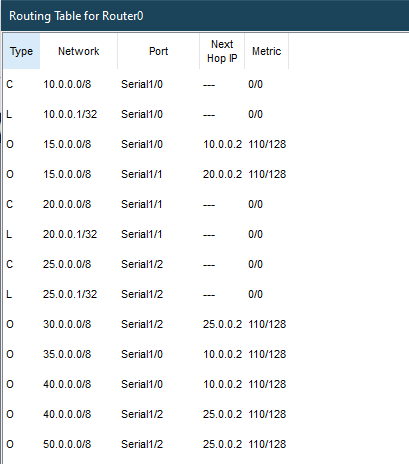 Routing Table for Router0
Type Network Port Next Hop IP Metric
C 10.0.0.0/8 Serial1/0 --- 0/0
L 10.0.0.1/32 Serial1/0 --- 0/0
O 15.0.0.0/8 Serial1/0 10.0.0.2 110/128
O 15.0.0.0/8 Serial1/1 20.0.0.2 110/128
C 20.0.0.0/8 Serial1/1 --- 0/0
L 20.0.0.1/32 Serial1/1 --- 0/0
C 25.0.0.0/8 Serial1/2 --- 0/0
L 25.0.0.1/32 Serial1/2 --- 0/0
O 30.0.0.0/8 Serial1/2 25.0.0.2 110/128
O 35.0.0.0/8 Serial1/0 10.0.0.2 110/128
O 40.0.0.0/8 Serial1/0 10.0.0.2 110/128
O 40.0.0.0/8 Serial1/2 25.0.0.2 110/128
O 50.0.0.0/8 Serial1/2 25.0.0.2 110/128